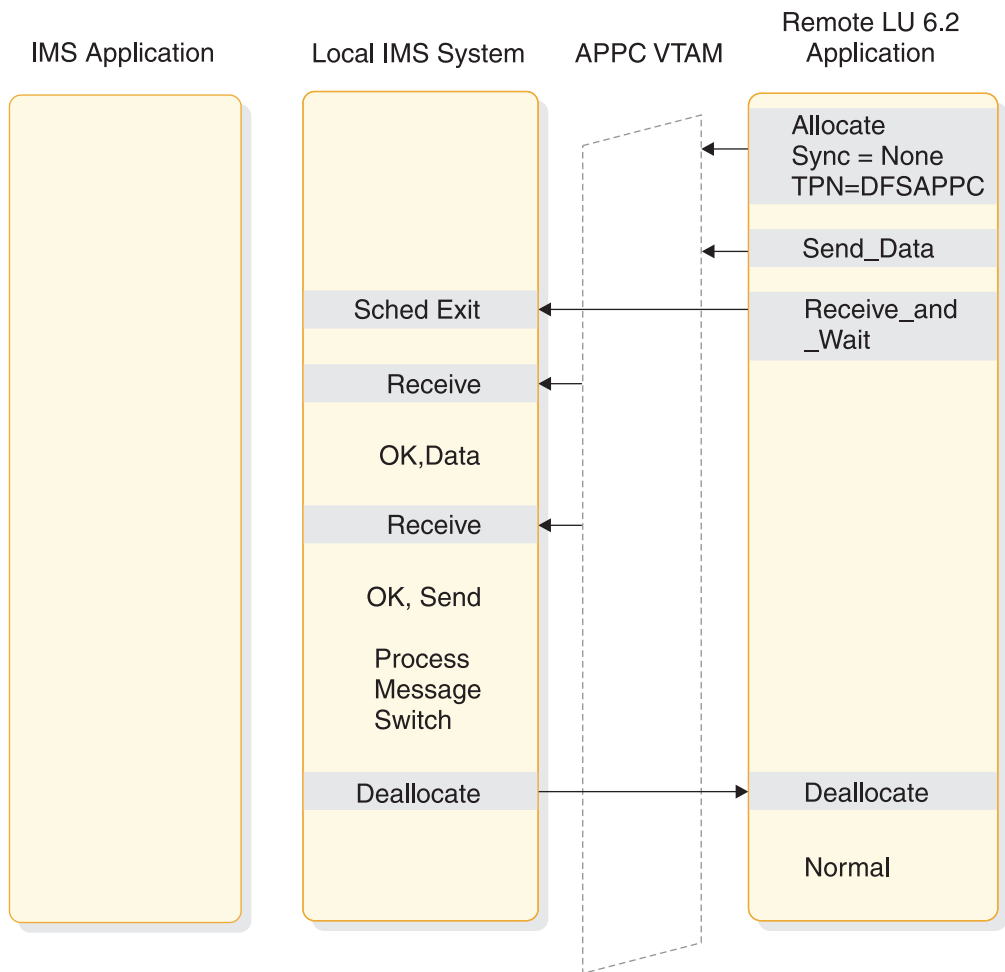 IMS Application
Local IMS System
APPC VTAM
Remote LU 6.2
Application
Allocate
Sync = None
TPN=DFSAPPC
Send_Data
Sched Exit
Receive_and
_Wait
Receive
OK,Data
Receive
OK, Send
Process
Message
Switch
Deallocate
Deallocate
Normal